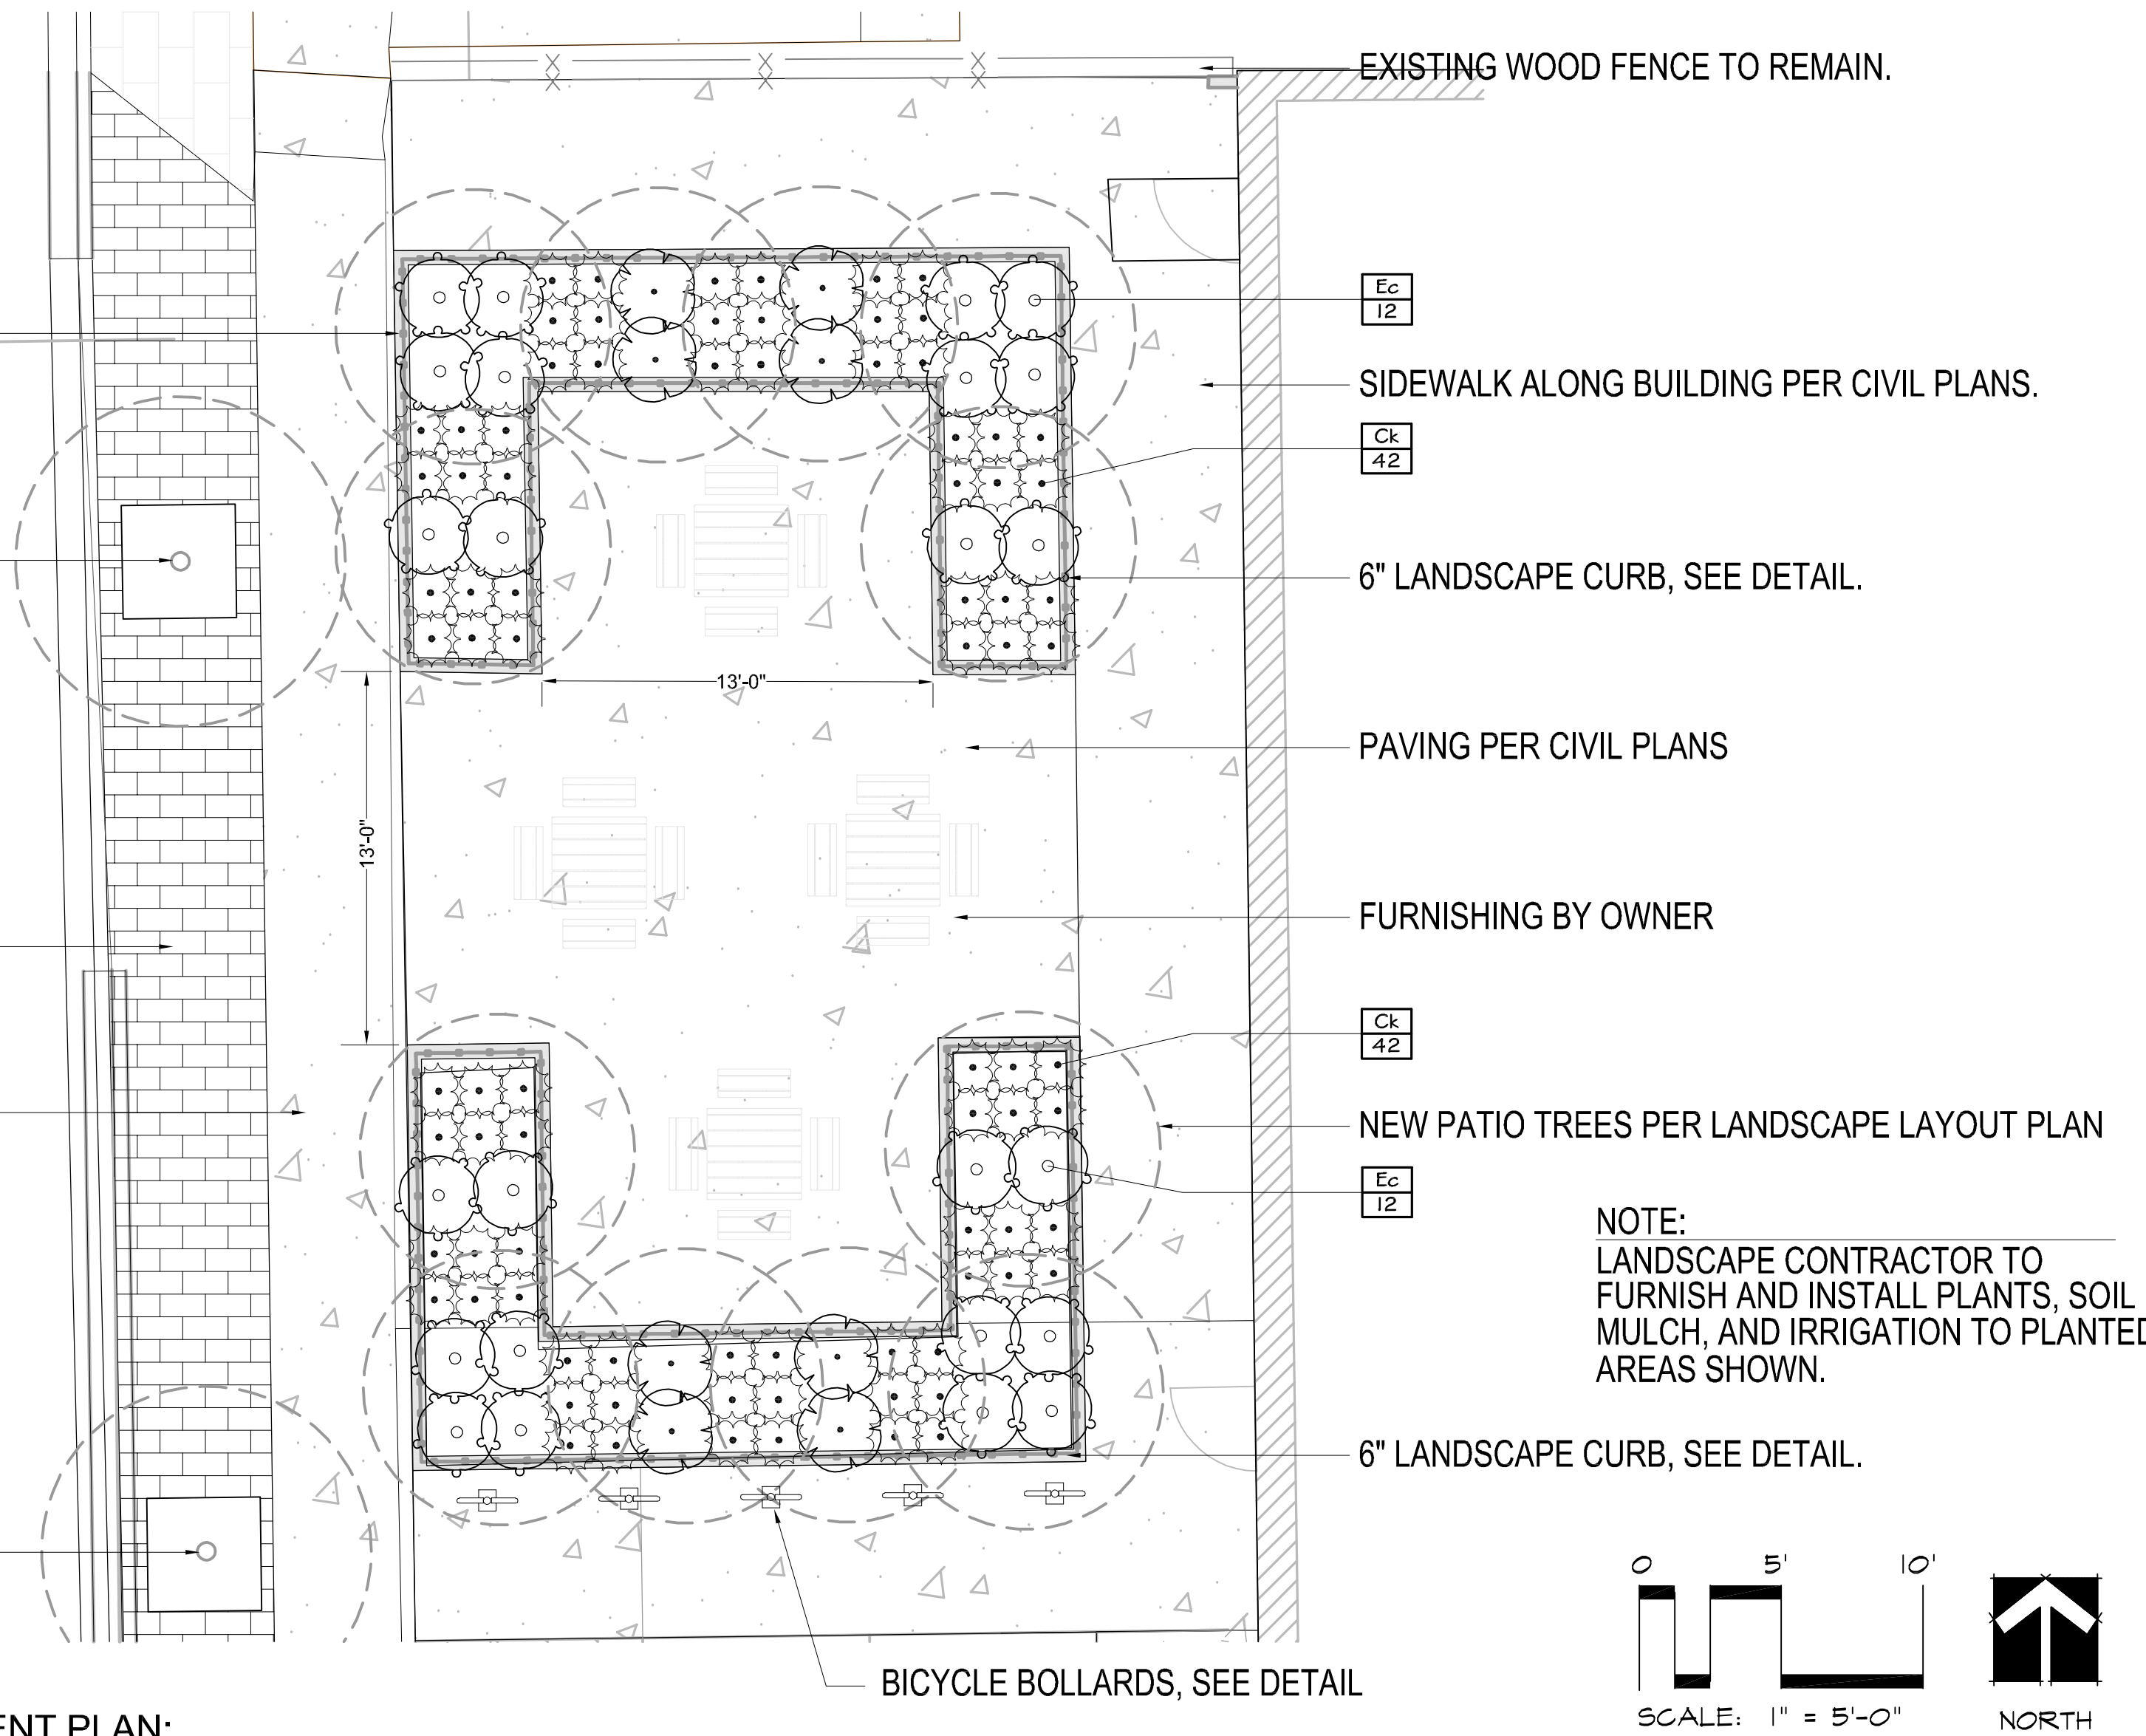 EXISTING WOOD FENCE TO REMAIN.
Ec
12
SIDEWALK ALONG BUILDING PER CIVIL PLANS.
Ck
42
6" LANDSCAPE CURB, SEE DETAIL.
13'-0"
PAVING PER CIVIL PLANS
13'-0"
FURNISHING BY OWNER
Ck
42
NEW PATIO TREES PER LANDSCAPE LAYOUT PLAN
Ec
12
NOTE:
LANDSCAPE CONTRACTOR TO
FURNISH AND INSTALL PLANTS, SOIL
MULCH, AND IRRIGATION TO PLANTED
AREAS SHOWN.
6" LANDSCAPE CURB, SEE DETAIL.
0 5' 10'
BICYCLE BOLLARDS, SEE DETAIL
SCALE: 1" = 5'-0"
NORTH
ENT PLAN: